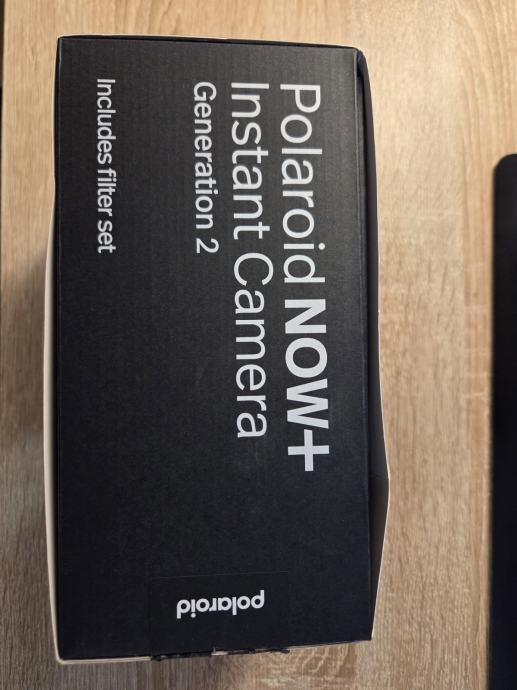 Polaroid NOW+
Instant Camera
Generation 2
Includes filter set
polaroid